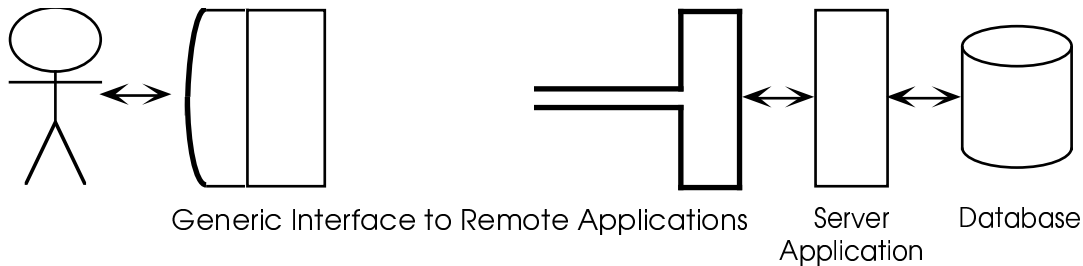 Generic Interface to Remote Applications
Server
Application
Database